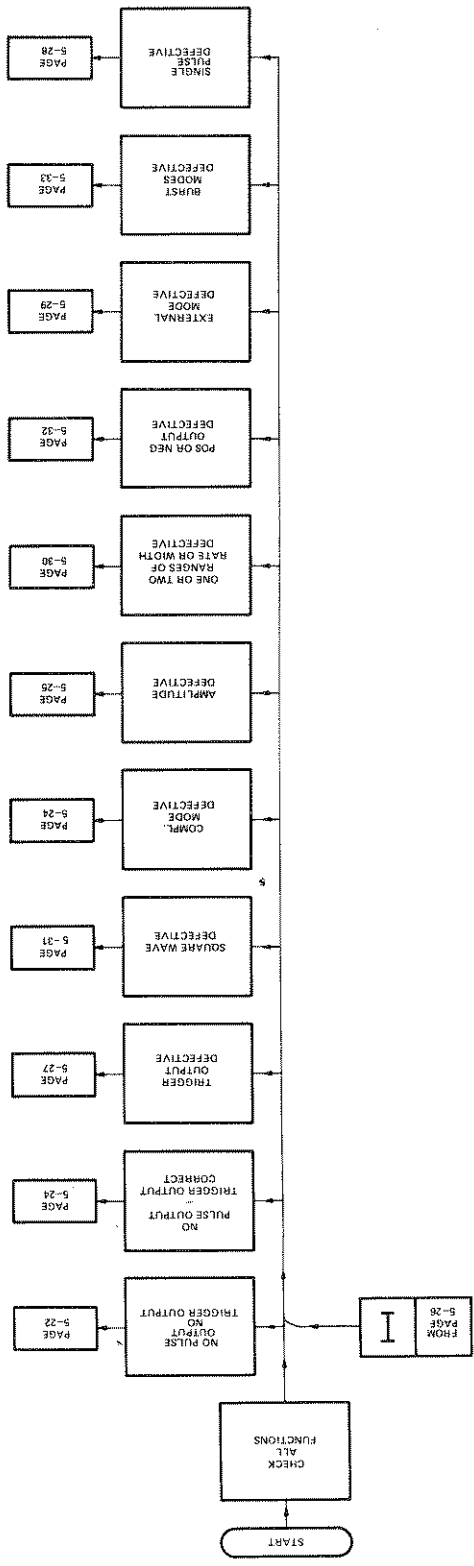 START
CHECK
ALL
FUNCTIONS
FROM
PAGE
5-26
I
NO PULSE
OUTPUT
NO
TRIGGER OUTPUT
PAGE
5-22
NO
PULSE OUTPUT
–
TRIGGER OUTPUT
CORRECT
PAGE
5-24
TRIGGER
OUTPUT
DEFECTIVE
PAGE
5-27
SQUARE WAVE
DEFECTIVE
PAGE
5-31
COMPL.
MODE
DEFECTIVE
PAGE
5-24
AMPLITUDE
DEFECTIVE
PAGE
5-25
ONE OR TWO
RANGES OF
RATE OR WIDTH
DEFECTIVE
PAGE
5-30
POS OR NEG
OUTPUT
DEFECTIVE
PAGE
5-32
EXTERNAL
MODE
DEFECTIVE
PAGE
5-29
BURST
MODES
DEFECTIVE
PAGE
5-33
SINGLE
PULSE
DEFECTIVE
PAGE
5-28